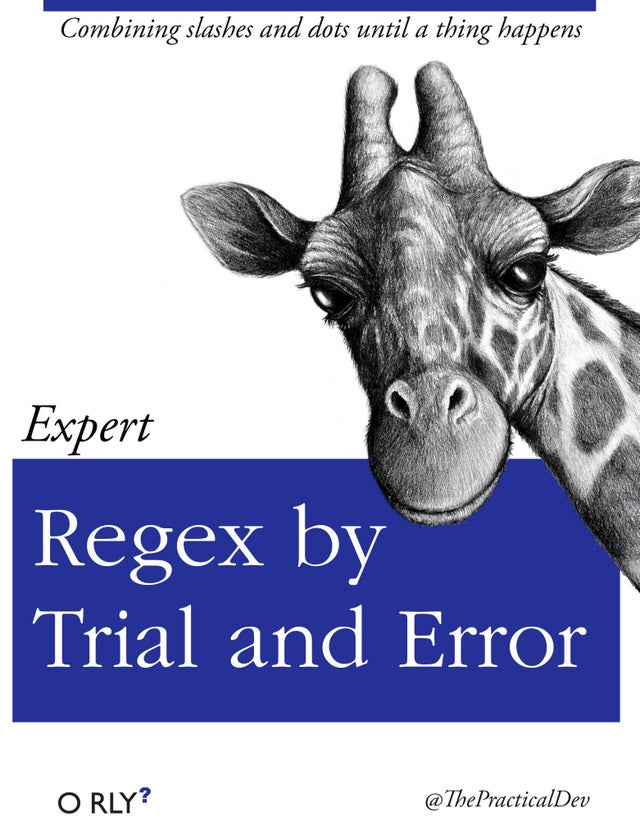 Combining slashes and dots until a thing happens
Expert
Regex by
Trial and Error
O RLY?
@ThePracticalDev